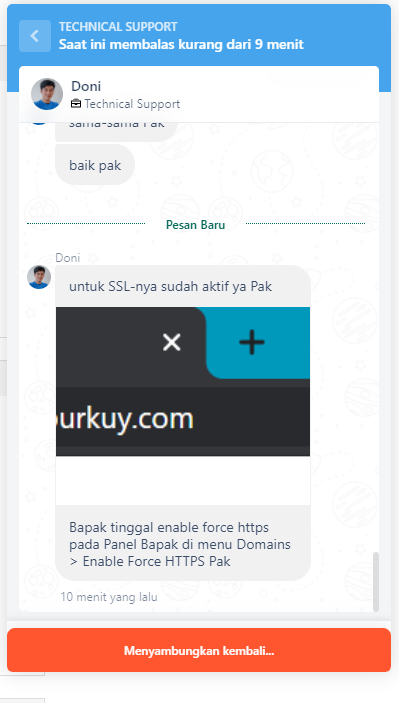 TECHNICAL SUPPORT
Saat ini membalas kurang dari 9 menit
Doni
Technical Support
sama-sama Pak
baik pak
Pesan Baru
Doni
untuk SSL-nya sudah aktif ya Pak
ourkuy.com
Bapak tinggal enable force https
pada Panel Bapak di menu Domains
> Enable Force HTTPS Pak
10 menit yang lalu
Menyambungkan kembali...